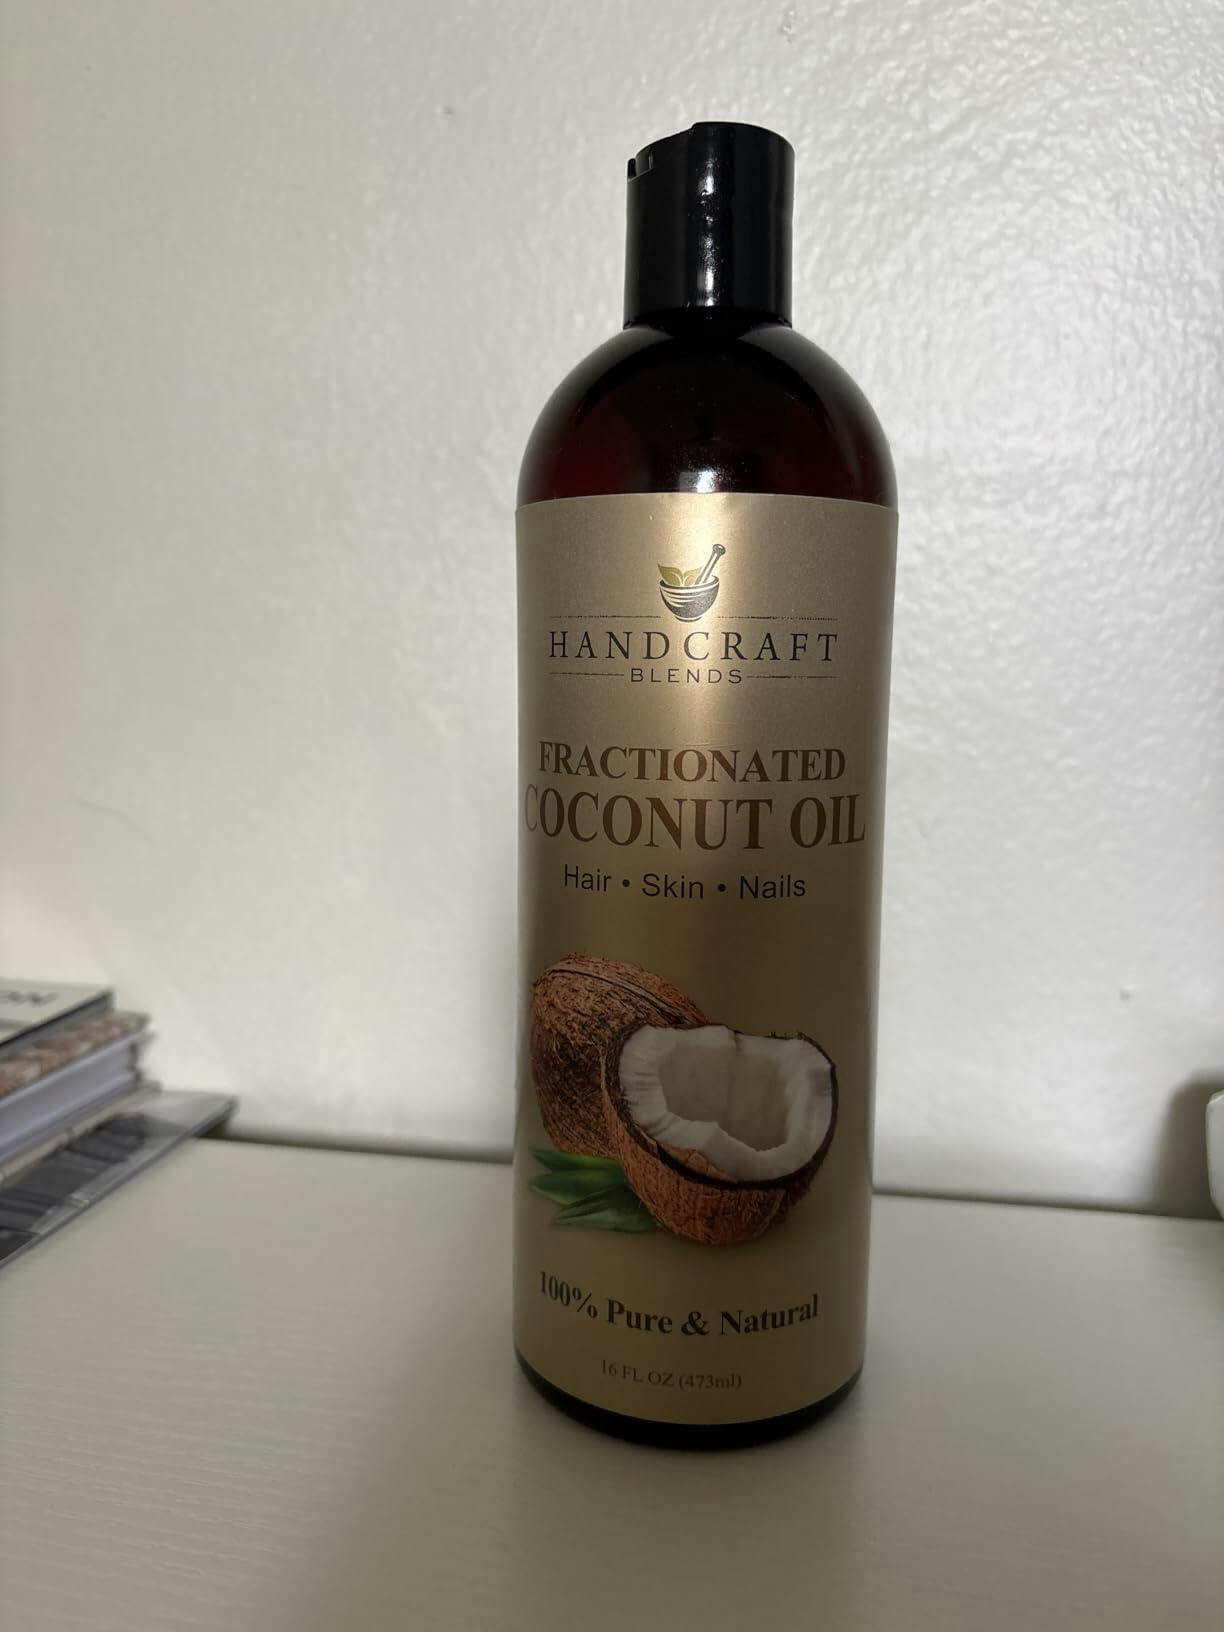 HANDCRAFT
BLENDS
FRACTIONATED
COCONUT OIL
Hair • Skin • Nails
100% Pure & Natural
16 FL OZ (473ml)